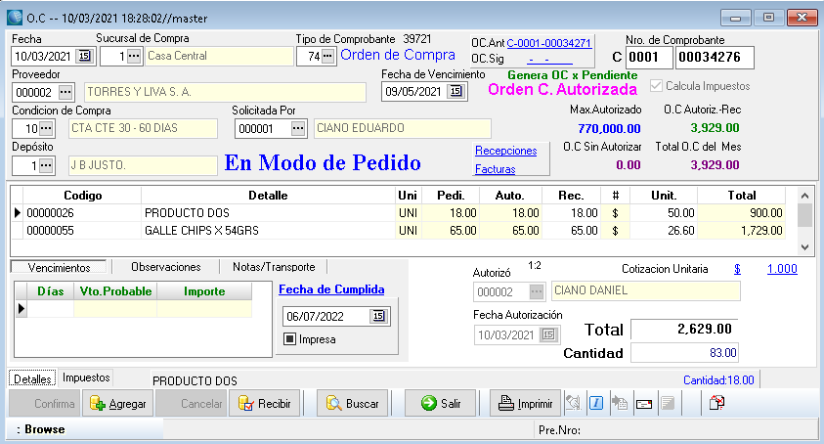 O.C -- 10/03/2021 18:28:02//master
Fecha Sucursal de Compra Tipo de Comprobante 39721 OC.Ant C-0001-00034271 Nro. de Comprobante
10/03/2021 15 1 Casa Central 74 Orden de Compra OC.Sig - - C 0001 00034276
Proveedor Fecha de Vencimiento Genera OC x Pendiente
000002 TORRES Y LIVA S. A. 09/05/2021 15 Orden C. Autorizada Calcula Impuestos
Condicion de Compra Solicitada Por Max.Autorizado O.C Autoriz.-Rec
10 CTA CTE 30 - 60 DIAS 000001 CIANO EDUARDO 770,000.00 3,929.00
Depósito Recepciones O.C Sin Autorizar Total O.C del Mes
1 J B JUSTO. En Modo de Pedido Facturas 0.00 3,929.00
Codigo Detalle Uni Pedi. Auto. Rec. # Unit. Total
00000026 PRODUCTO DOS UNI 18.00 18.00 18.00 $ 50.00 900.00
00000055 GALLE CHIPS X 54GRS UNI 65.00 65.00 65.00 $ 26.60 1,729.00
Vencimientos Observaciones Notas/Transporte Autorizó 1:2 Cotizacion Unitaria $ 1.000
Días Vto.Probable Importe Fecha de Cumplida 000002 CIANO DANIEL
06/07/2022 15 Fecha Autorización
Impresa 10/03/2021 15 Total 2,629.00
Cantidad 83.00
Detalles Impuestos PRODUCTO DOS Cantidad:18.00
Confirma Agregar Cancelar Recibir Buscar Salir Imprimir
: Browse Pre.Nro: